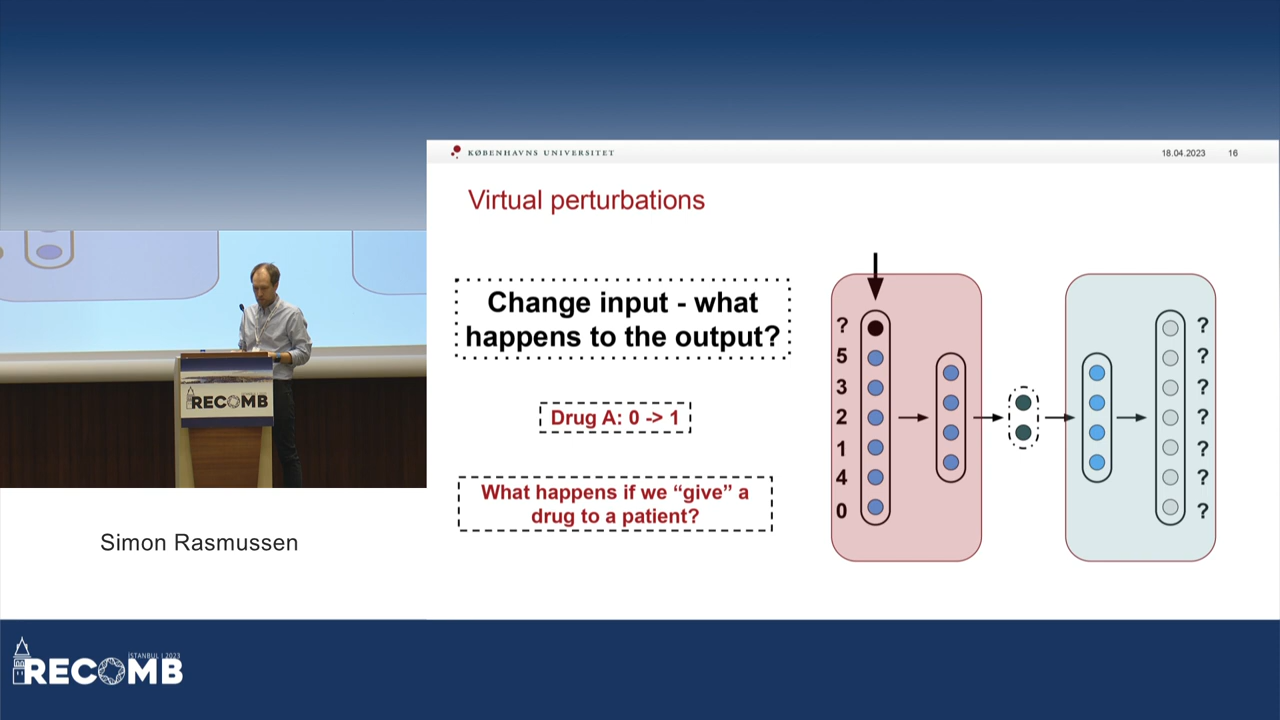 KØBENHAVNS UNIVERSITET
18.04.2023 16
Virtual perturbations
Change input - what
happens to the output?
Drug A: 0 -> 1
What happens if we “give” a
drug to a patient?
?
5
3
2
1
4
0
?
?
?
?
?
?
?
RECOMB
Simon Rasmussen
İSTANBUL | 2023
RECOMB